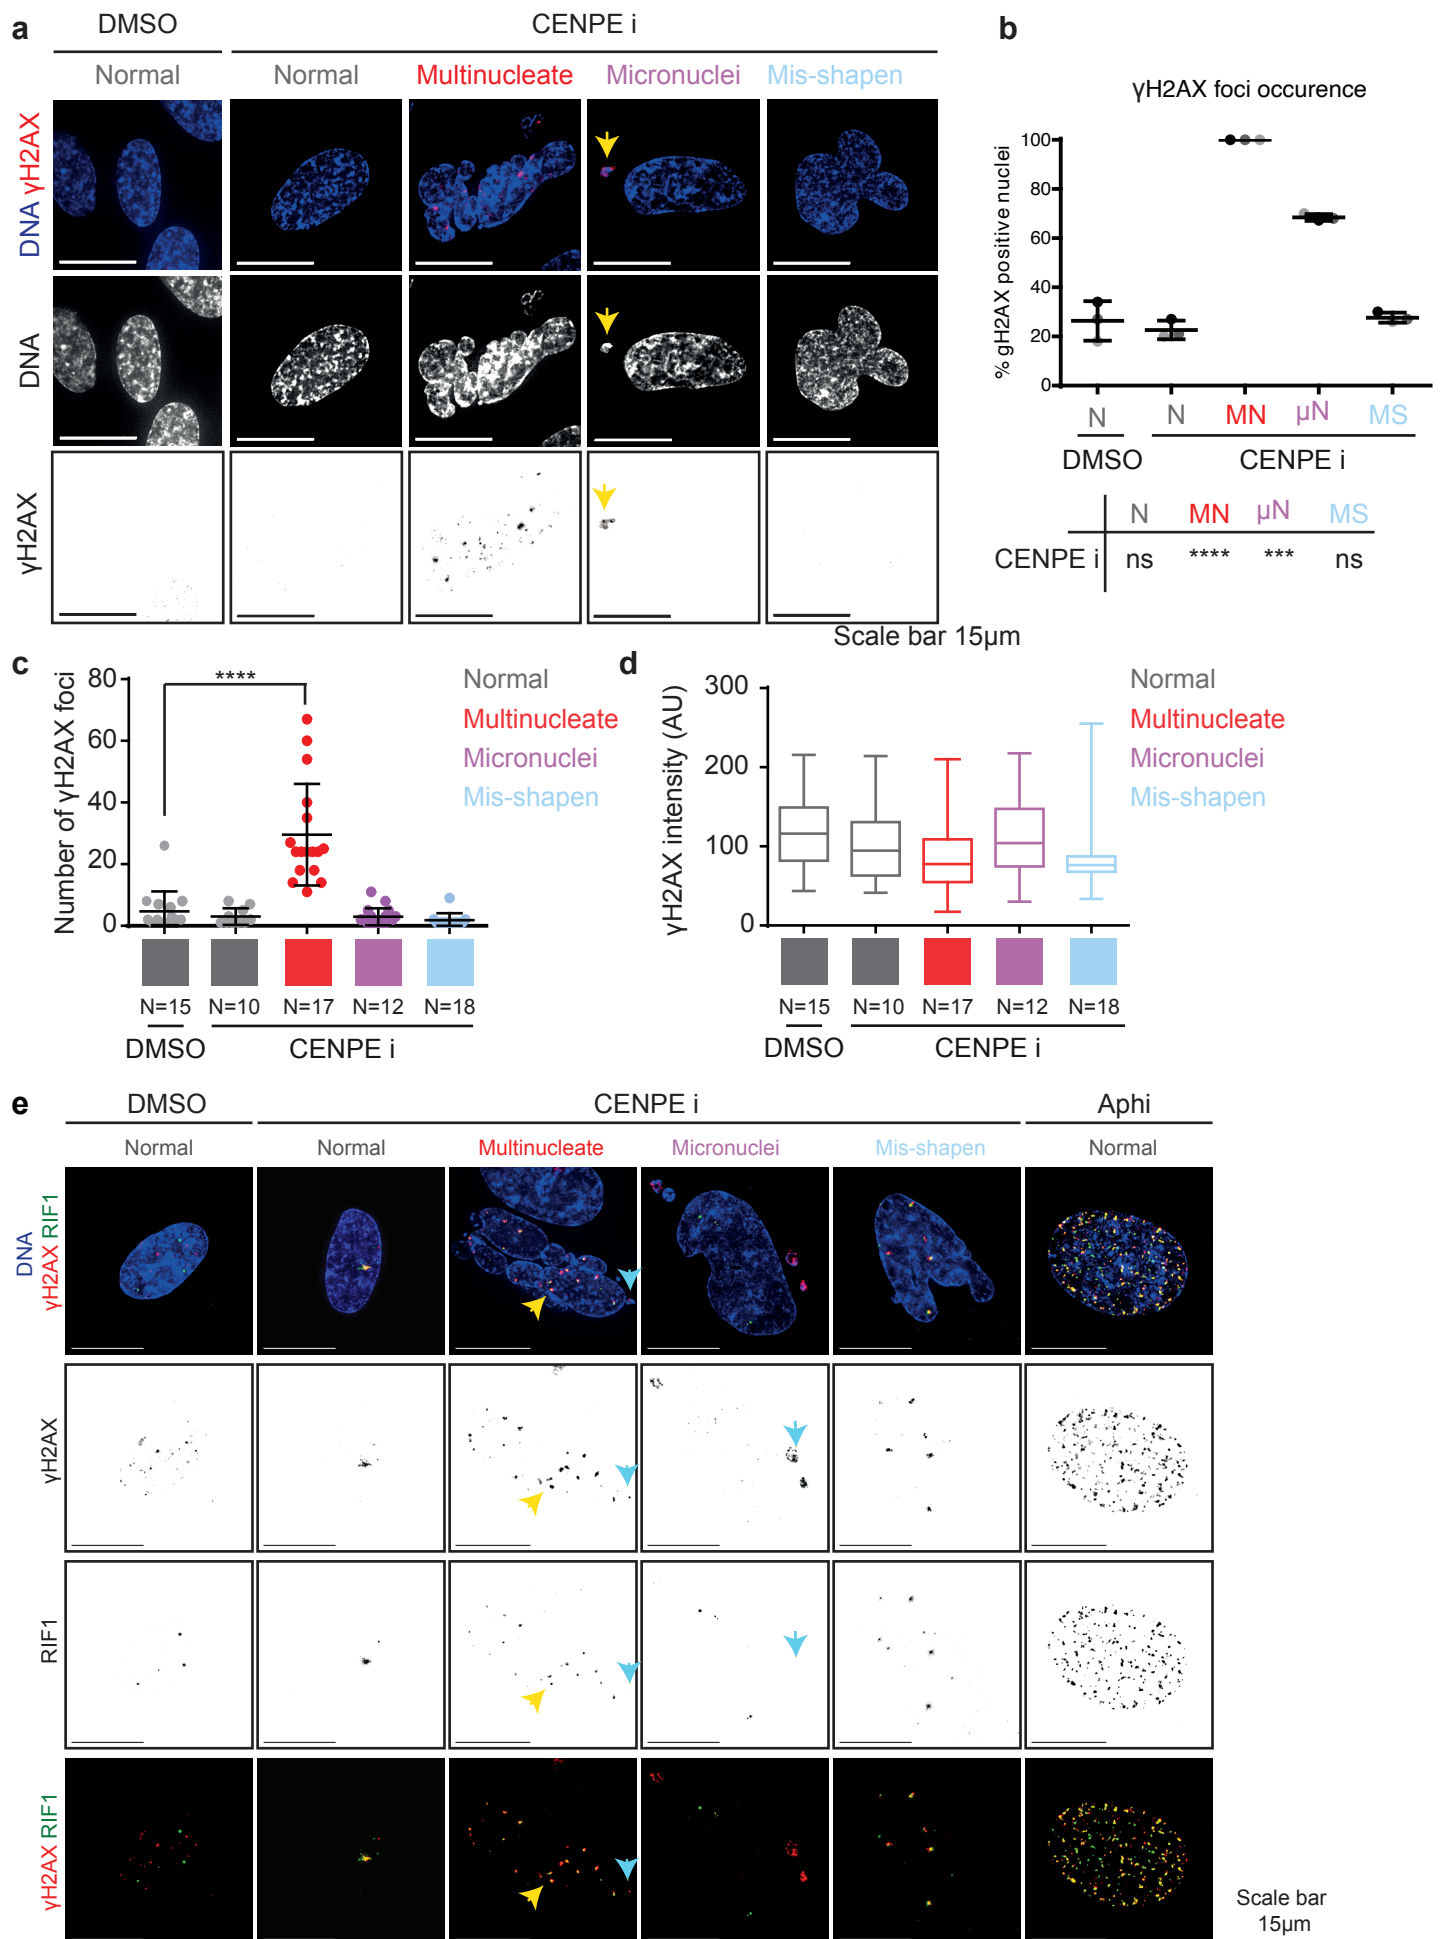 a
DMSO
CENPE i
Normal
Normal
Multinucleate
Micronuclei
Mis-shapen
DNA γH2AX
DNA
γH2AX
Scale bar 15μm
b
γH2AX foci occurence
% gH2AX positive nuclei
100
80
60
40
20
0
N
N
MN
μN
MS
DMSO
CENPE i
N
MN
μN
MS
CENPE i
ns
****
***
ns
c
Number of γH2AX foci
80
60
40
20
0
****
Normal
Multinucleate
Micronuclei
Mis-shapen
N=15
N=10
N=17
N=12
N=18
DMSO
CENPE i
d
γH2AX intensity (AU)
300
200
100
0
Normal
Multinucleate
Micronuclei
Mis-shapen
N=15
N=10
N=17
N=12
N=18
DMSO
CENPE i
e
DMSO
CENPE i
Aphi
Normal
Normal
Multinucleate
Micronuclei
Mis-shapen
Normal
DNA
γH2AX RIF1
γH2AX
RIF1
γH2AX RIF1
Scale bar
15μm